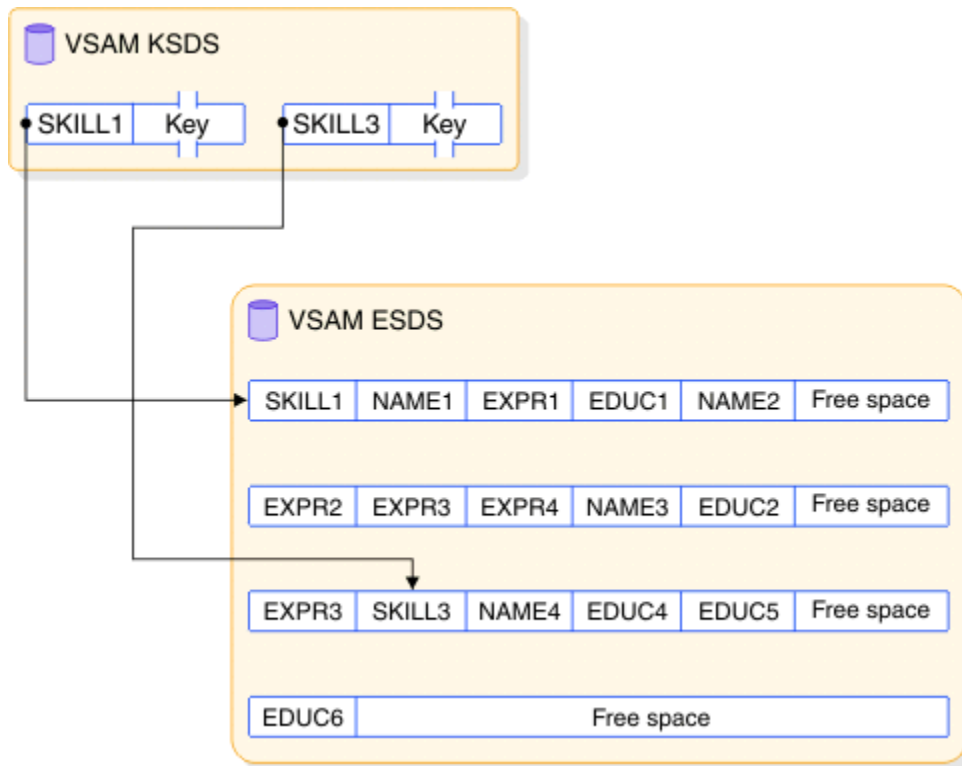 VSAM KSDS
SKILL1 Key SKILL3 Key
VSAM ESDS
SKILL1 NAME1 EXPR1 EDUC1 NAME2 Free space
EXPR2 EXPR3 EXPR4 NAME3 EDUC2 Free space
EXPR3 SKILL3 NAME4 EDUC4 EDUC5 Free space
EDUC6 Free space